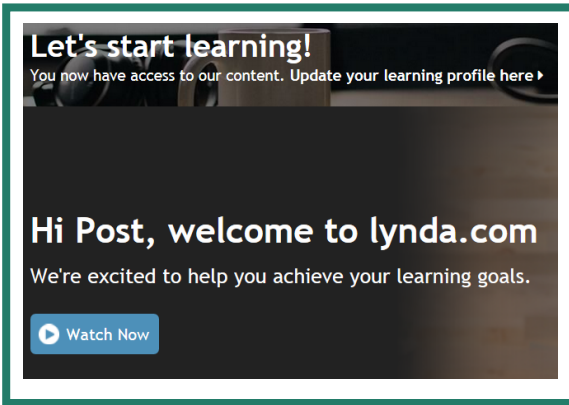 Let's start learning!
You now have access to our content. Update your learning profile here
Hi Post, welcome to lynda.com
We're excited to help you achieve your learning goals.
Watch Now